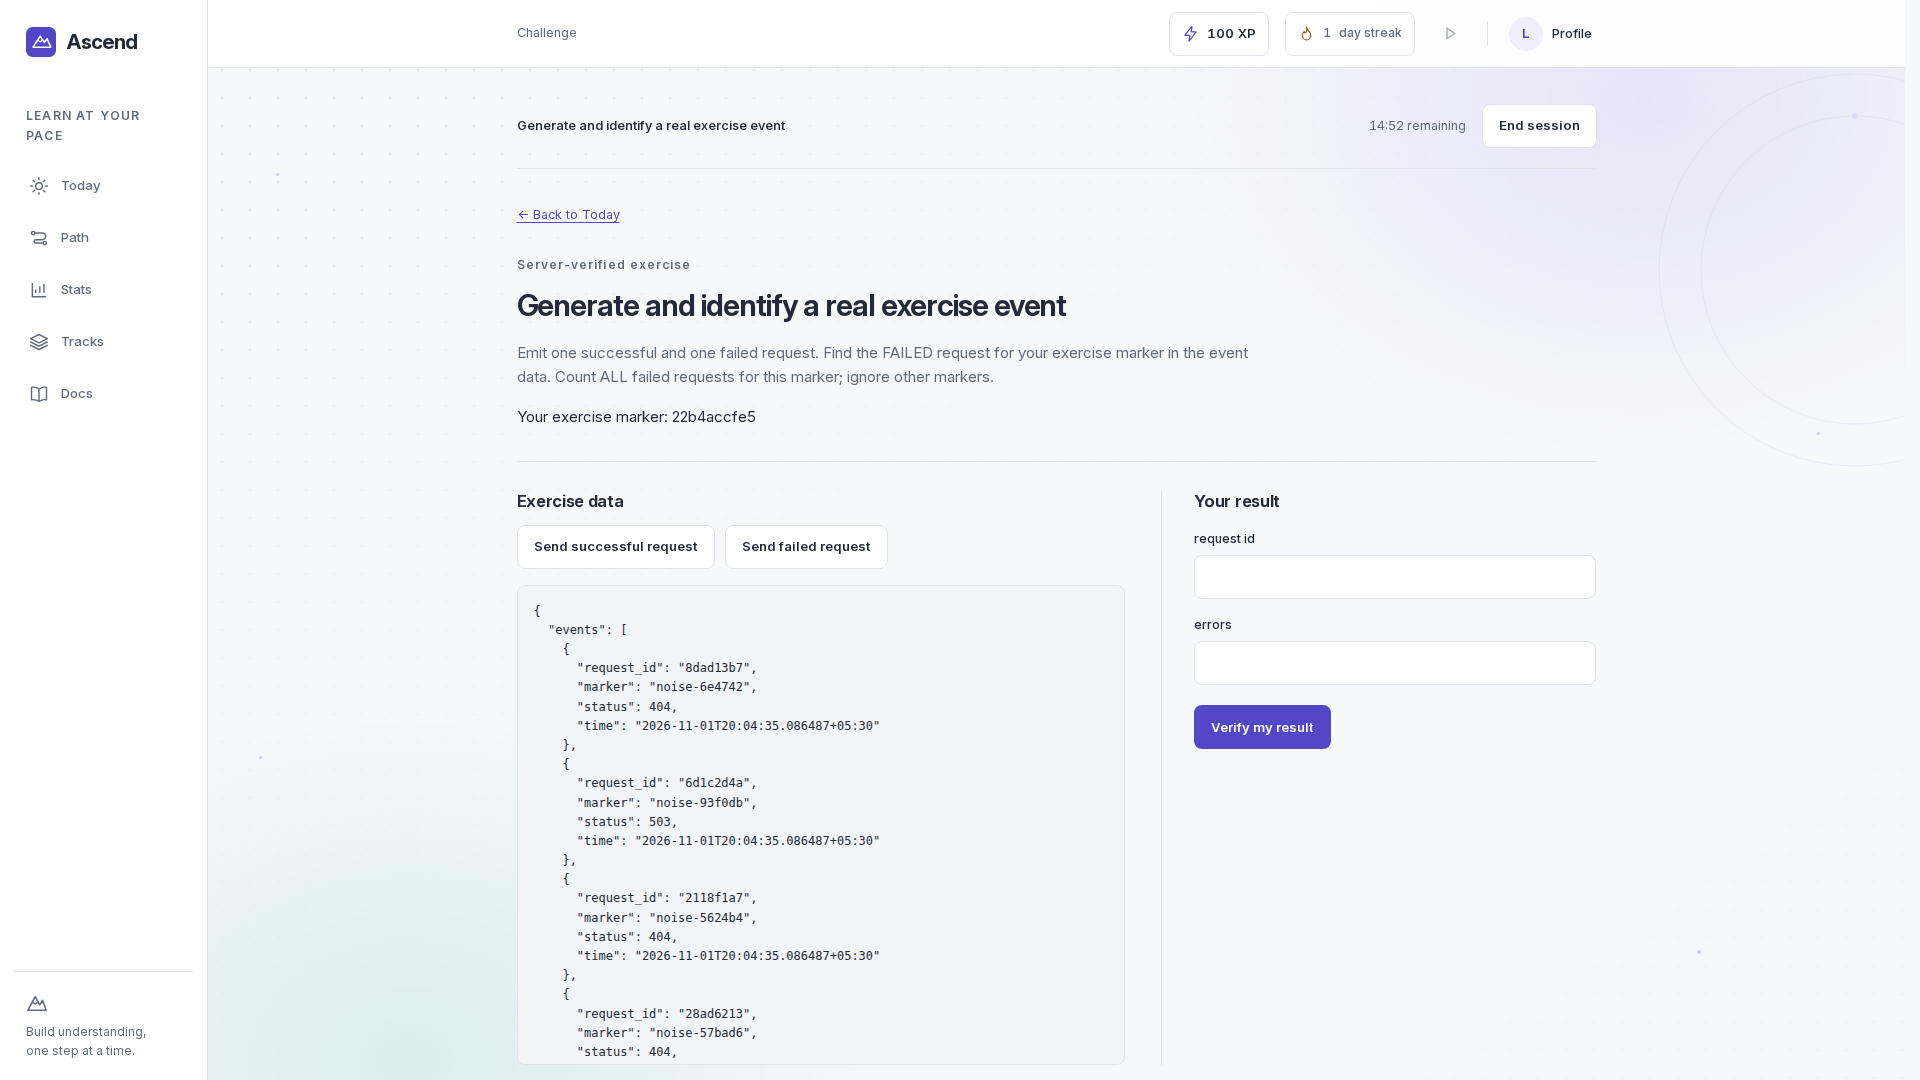 Ascend
LEARN AT YOUR
PACE
Today
Path
Stats
Tracks
Docs
Build understanding,
one step at a time.
Challenge
100 XP
1 day streak
L
Profile
Generate and identify a real exercise event
14:52 remaining
End session
← Back to Today
Server-verified exercise
Generate and identify a real exercise event
Emit one successful and one failed request. Find the FAILED request for your exercise marker in the event
data. Count ALL failed requests for this marker; ignore other markers.
Your exercise marker: 22b4accfe5
Exercise data
Send successful request
Send failed request
{
"events": [
{
"request_id": "8dad13b7",
"marker": "noise-6e4742",
"status": 404,
"time": "2026-11-01T20:04:35.086487+05:30"
},
{
"request_id": "6d1c2d4a",
"marker": "noise-93f0db",
"status": 503,
"time": "2026-11-01T20:04:35.086487+05:30"
},
{
"request_id": "2118f1a7",
"marker": "noise-5624b4",
"status": 404,
"time": "2026-11-01T20:04:35.086487+05:30"
},
{
"request_id": "28ad6213",
"marker": "noise-57bad6",
"status": 404,
Your result
request id
errors
Verify my result